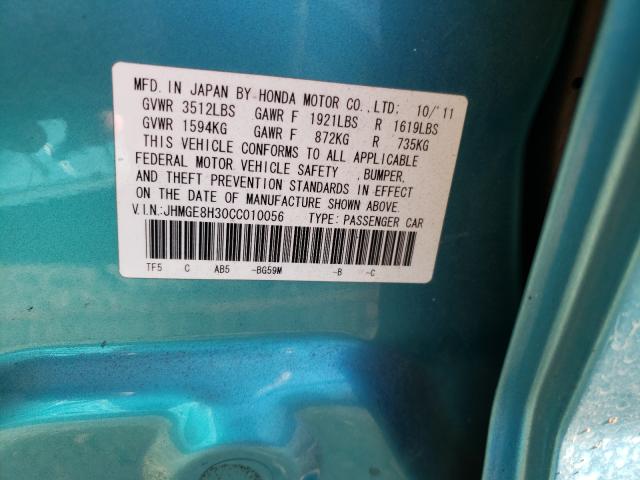 MFD. IN JAPAN BY HONDA MOTOR CO., LTD; 10/'11
GVWR 3512LBS GAWR F 1921LBS R 1619LBS
GVWR 1594KG GAWR F 872KG R 735KG
THIS VEHICLE CONFORMS TO ALL APPLICABLE
FEDERAL MOTOR VEHICLE SAFETY , BUMPER,
AND THEFT PREVENTION STANDARDS IN EFFECT
ON THE DATE OF MANUFACTURE SHOWN ABOVE.
V.I.N.:JHMGE8H30CC010056 TYPE: PASSENGER CAR
TF5 C AB5 -BG59M -B -C